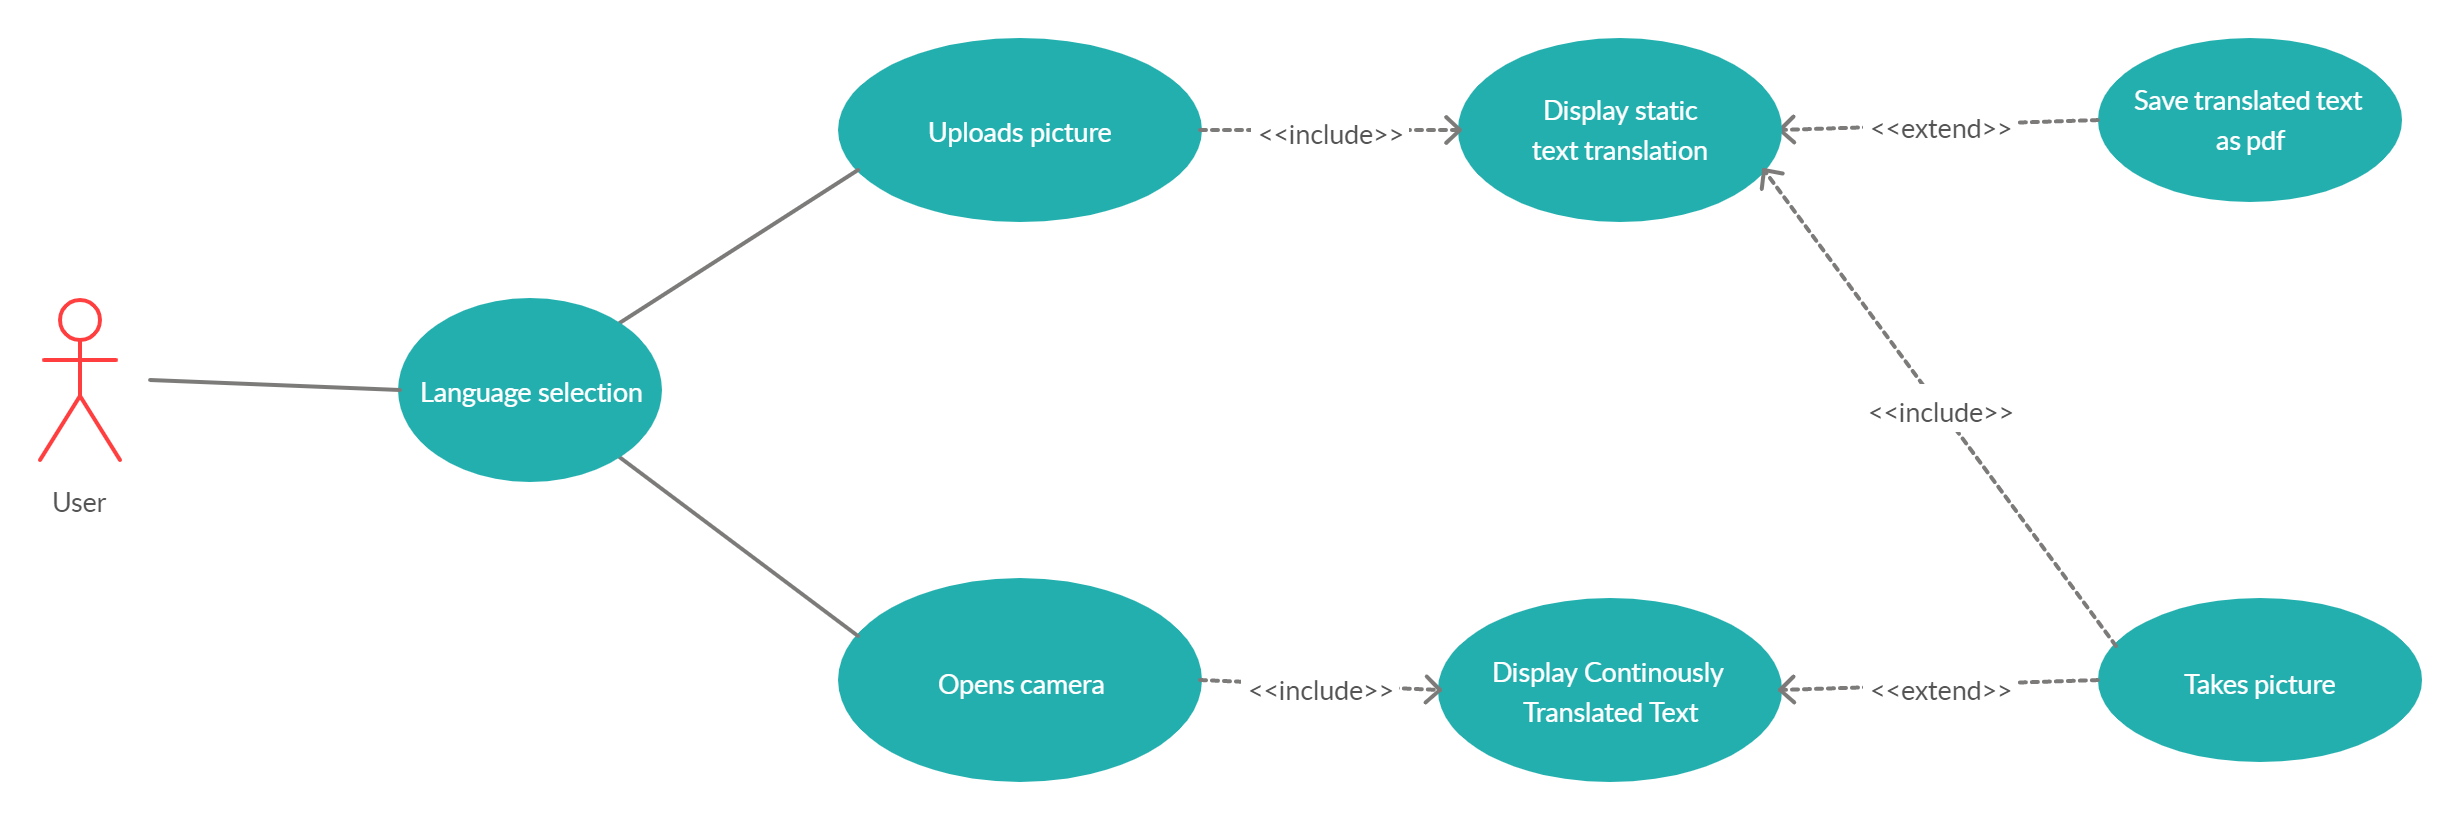 Uploads picture
<<include>>
Display static
text translation
<<extend>>
Save translated text
as pdf
User
Language selection
<<include>>
Opens camera
<<include>>
Display Continously
Translated Text
<<extend>>
Takes picture